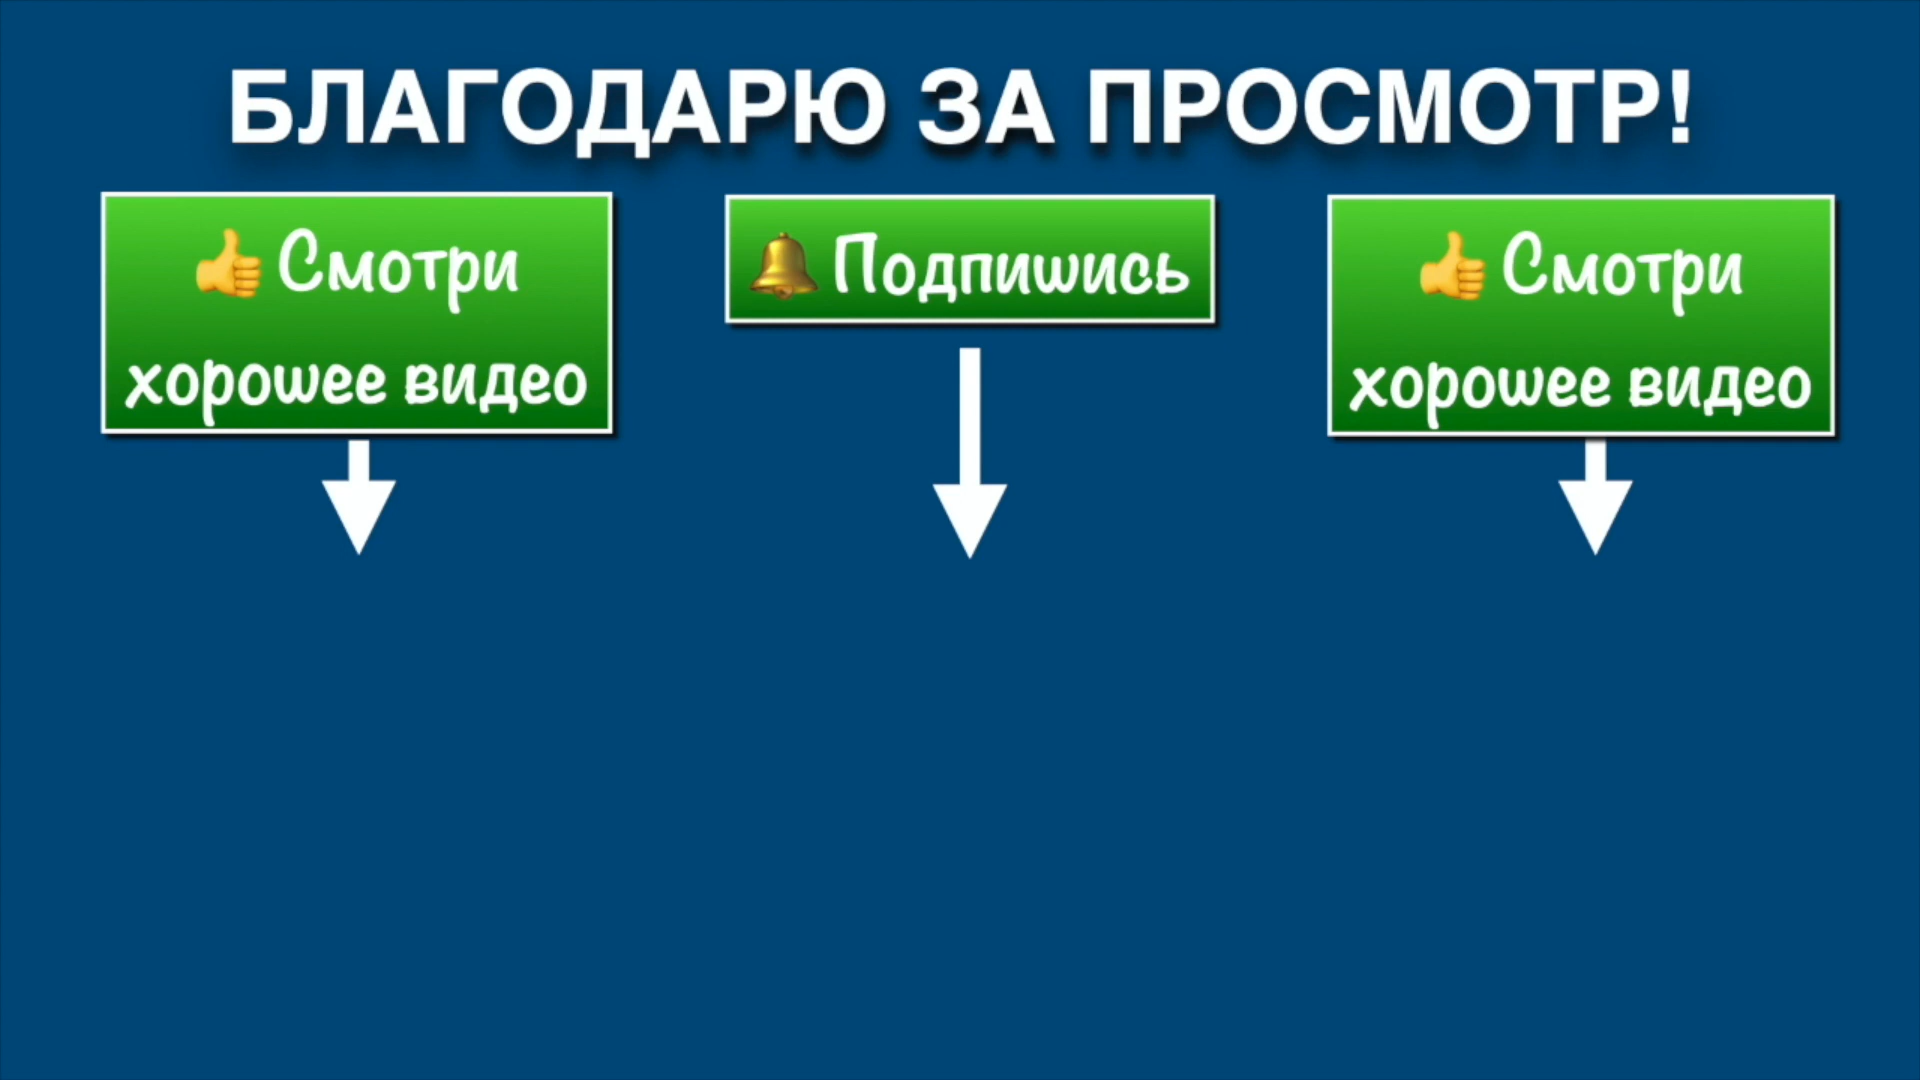 БЛАГОДАРЮ ЗА ПРОСМОТР!
👍 Смотри
хорошее видео
🔔 Подпишись
👍 Смотри
хорошее видео